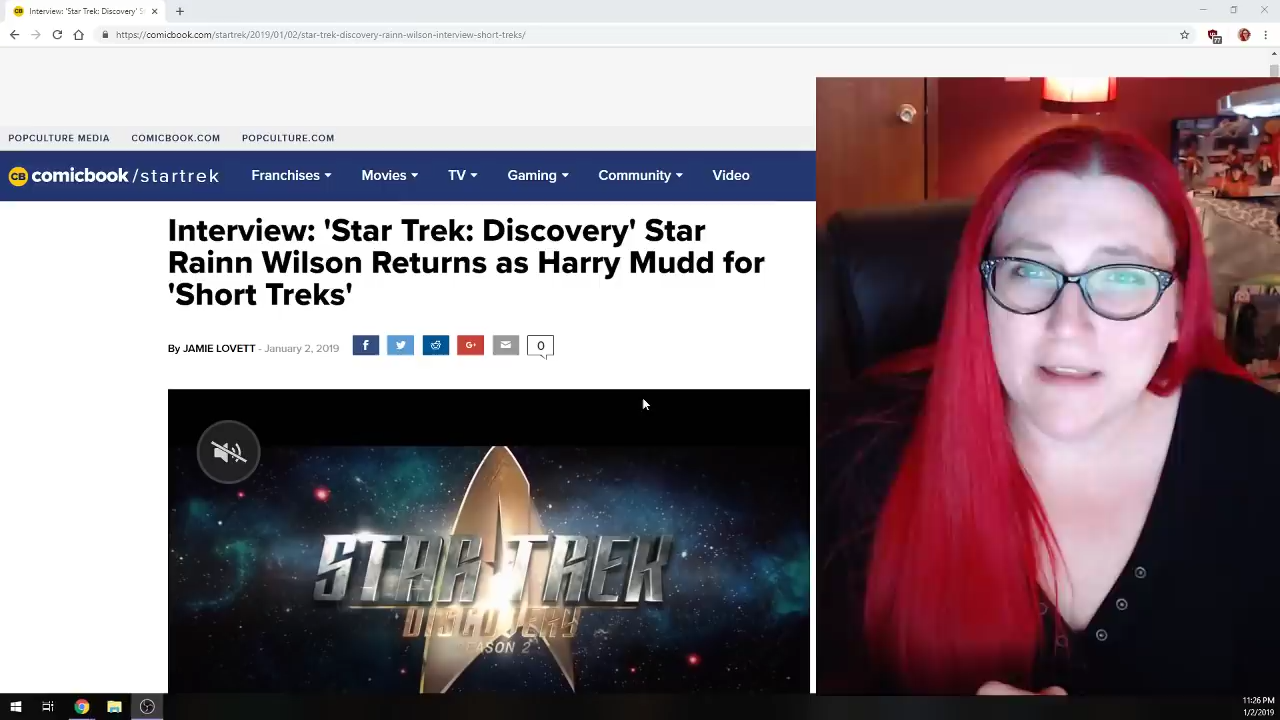 Interview: 'Star Trek: Discovery' S
https://comicbook.com/startrek/2019/01/02/star-trek-discovery-rainn-wilson-interview-short-treks/
77
POPCULTURE MEDIA COMICBOOK.COM POPCULTURE.COM
CB comicbook/startrek Franchises Movies TV Gaming Community Video
Interview: 'Star Trek: Discovery' Star
Rainn Wilson Returns as Harry Mudd for
'Short Treks'
By JAMIE LOVETT - January 2, 2019 f G+ 0
STAR TREK
DISCOVERY
SEASON 2
11:26 PM
1/2/2019